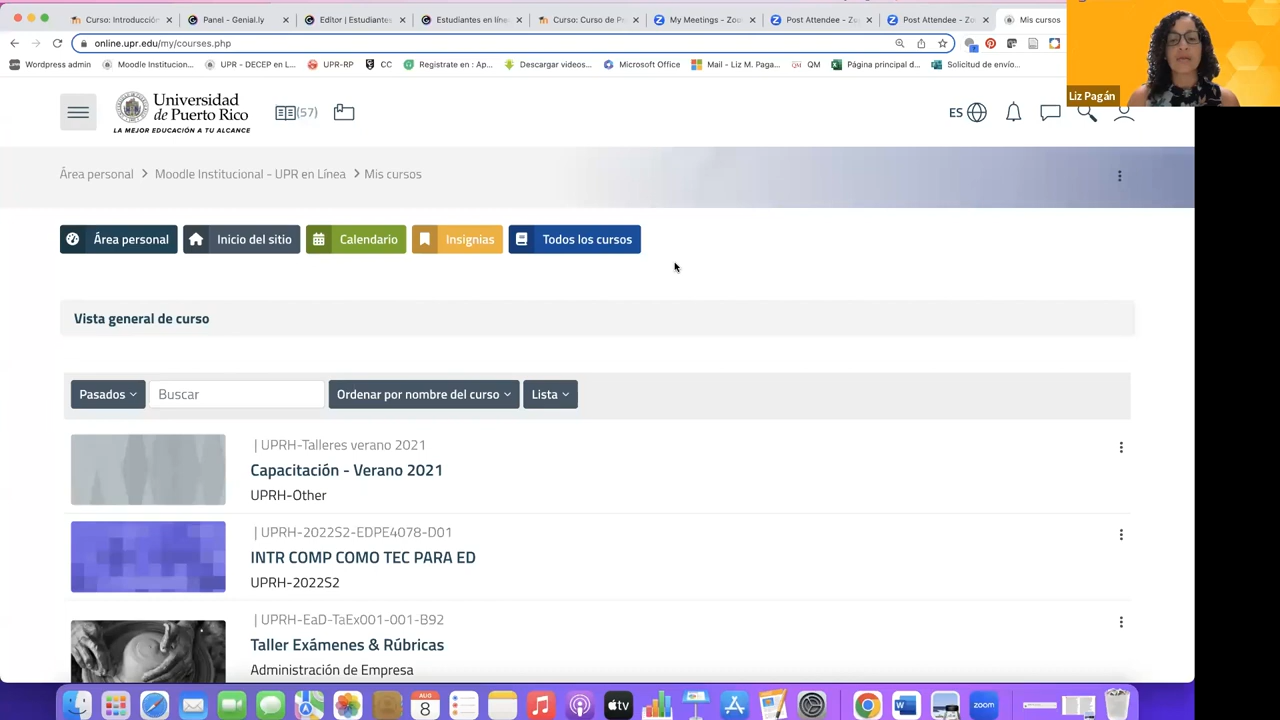 Curso: Introducción
Panel - Genial.ly
Editor | Estudiantes
Estudiantes en líne
Curso: Curso de P
My Meetings - Zoo
Post Attendee - Zo
Post Attendee - Zo
Mis cursos
online.upr.edu/my/courses.php
Wordpress admin
Moodle Institucion...
UPR - DECEP en L...
UPR-RP
CC
Registrate en : Ap...
Descargar videos...
Microsoft Office
Mail - Liz M. Paga...
QM
Página principal d...
Solicitud de envío...
Liz Pagán
Universidad
de Puerto Rico
LA MEJOR EDUCACIÓN A TU ALCANCE
(57)
ES
Área personal
Moodle Institucional - UPR en Línea
Mis cursos
Área personal
Inicio del sitio
Calendario
Insignias
Todos los cursos
Vista general de curso
Pasados
Buscar
Ordenar por nombre del curso
Lista
| UPRH-Talleres verano 2021
Capacitación - Verano 2021
UPRH-Other
| UPRH-2022S2-EDPE4078-D01
INTR COMP COMO TEC PARA ED
UPRH-2022S2
| UPRH-EaD-TaEx001-001-B92
Taller Exámenes & Rúbricas
Administración de Empresa
AUG
8
tv
zoom